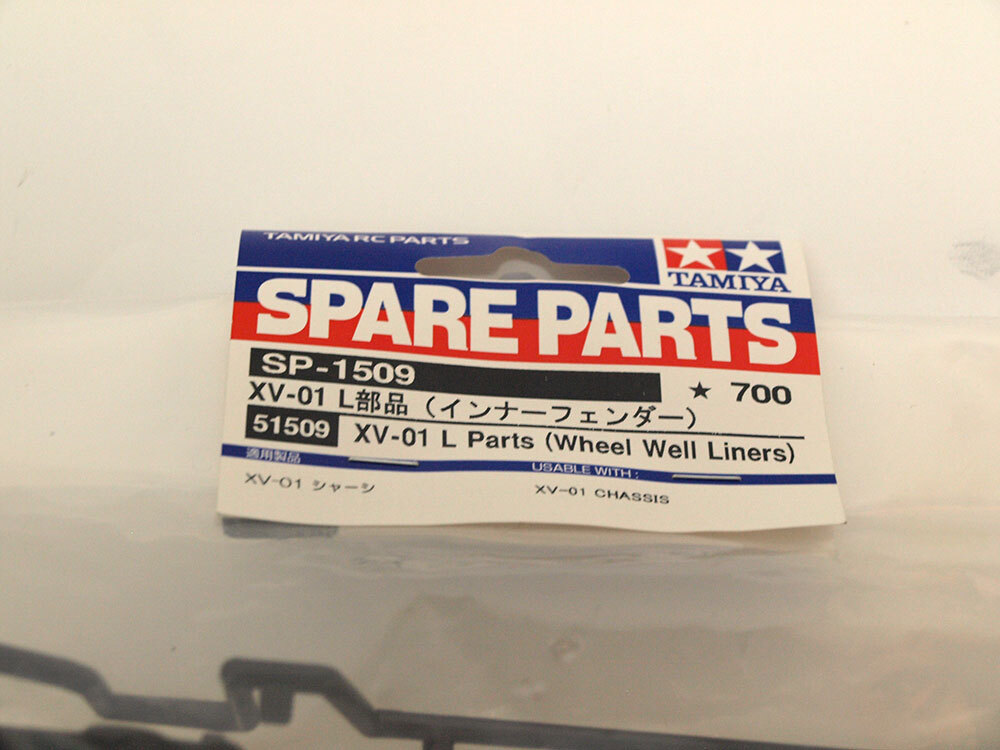 TAMIYA RC PARTS
TAMIYA
SPARE PARTS
SP-1509
★ 700
XV-01 L部品 (インナーフェンダー)
51509 XV-01 L Parts (Wheel Well Liners)
適用製品
USABLE WITH :
XV-01 シャーシ
XV-01 CHASSIS